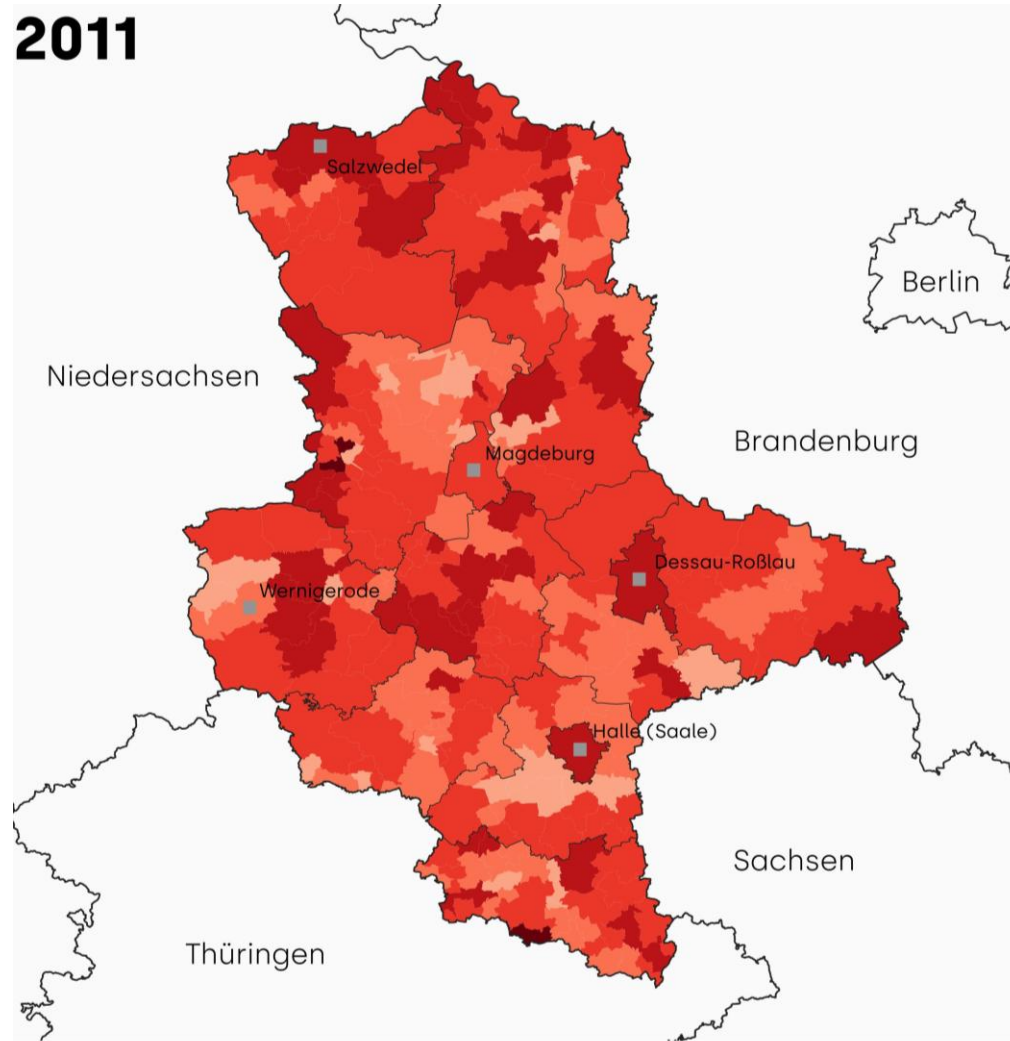 2011
Salzwedel
Berlin
Niedersachsen
Brandenburg
Magdeburg
Dessau-Roßlau
Wernigerode
Halle (Saale)
Sachsen
Thüringen